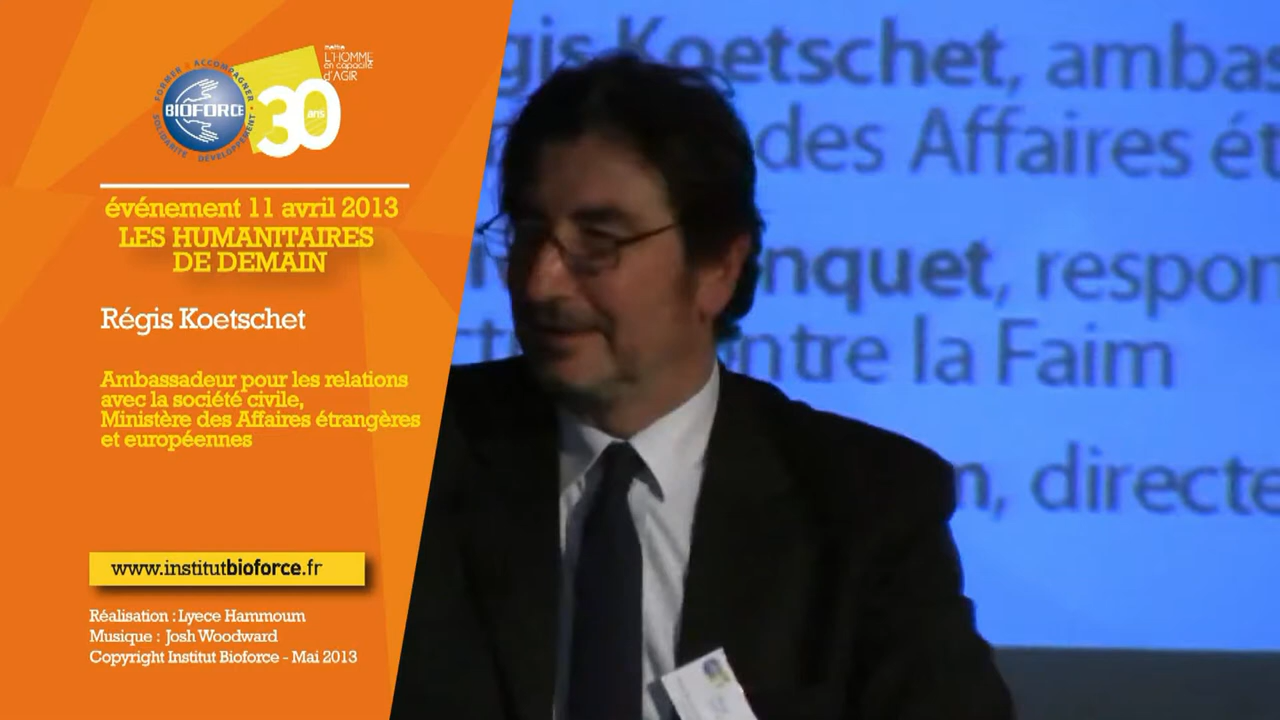 mettre
L'HOMME
en capacité
d'AGIR
FORMER • ACCOMPAGNER
BIOFORCE
SOLIDARITÉ • DÉVELOPPEMENT
30
ans
événement 11 avril 2013
LES HUMANITAIRES
DE DEMAIN
Régis Koetschet
Ambassadeur pour les relations
avec la société civile,
Ministère des Affaires étrangères
et européennes
www.institutbioforce.fr
Réalisation : Lyece Hammoum
Musique : Josh Woodward
Copyright Institut Bioforce - Mai 2013
égis Koetschet, ambas
des Affaires ét
nquet, respon
ntre la Faim
m, directe